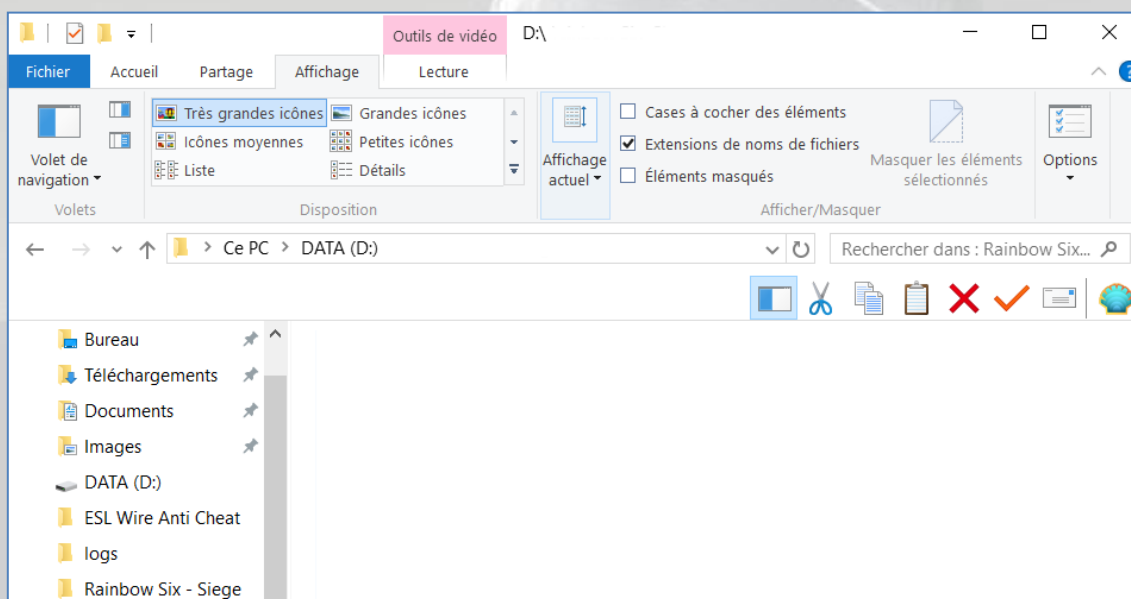 Outils de vidéo D:\
Fichier Accueil Partage Affichage Lecture
Très grandes icônes Grandes icônes
Icônes moyennes Petites icônes
Liste Détails
Volet de navigation
Volets
Disposition
Affichage actuel
Cases à cocher des éléments
Extensions de noms de fichiers
Éléments masqués
Masquer les éléments sélectionnés
Afficher/Masquer
Options
Ce PC > DATA (D:)
Rechercher dans : Rainbow Six...
Bureau
Téléchargements
Documents
Images
DATA (D:)
ESL Wire Anti Cheat
logs
Rainbow Six - Siege